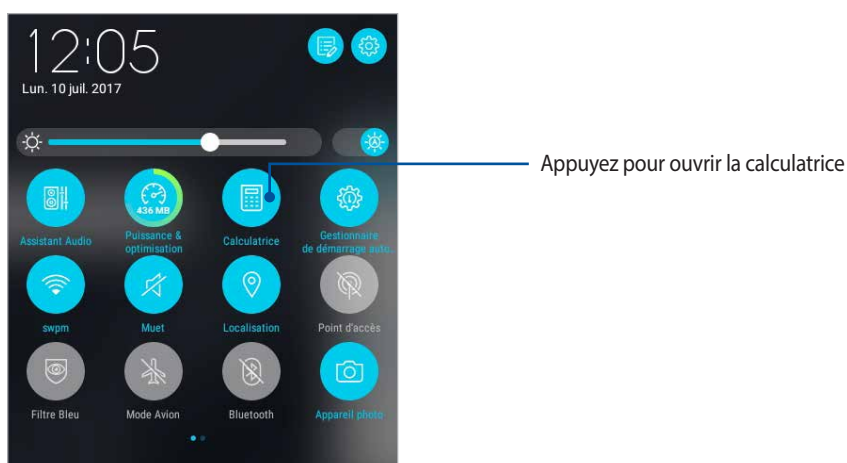 12:05
Lun. 10 juil. 2017
Appuyez pour ouvrir la calculatrice
436 MB
Assistant Audio
Puissance &
optimisation
Calculatrice
Gestionnaire
de démarrage auto.
swpm
Muet
Localisation
Point d'accès
Filtre Bleu
Mode Avion
Bluetooth
Appareil photo